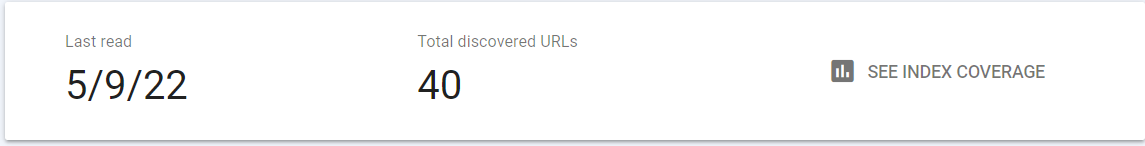 Last read
5/9/22
Total discovered URLs
40
SEE INDEX COVERAGE